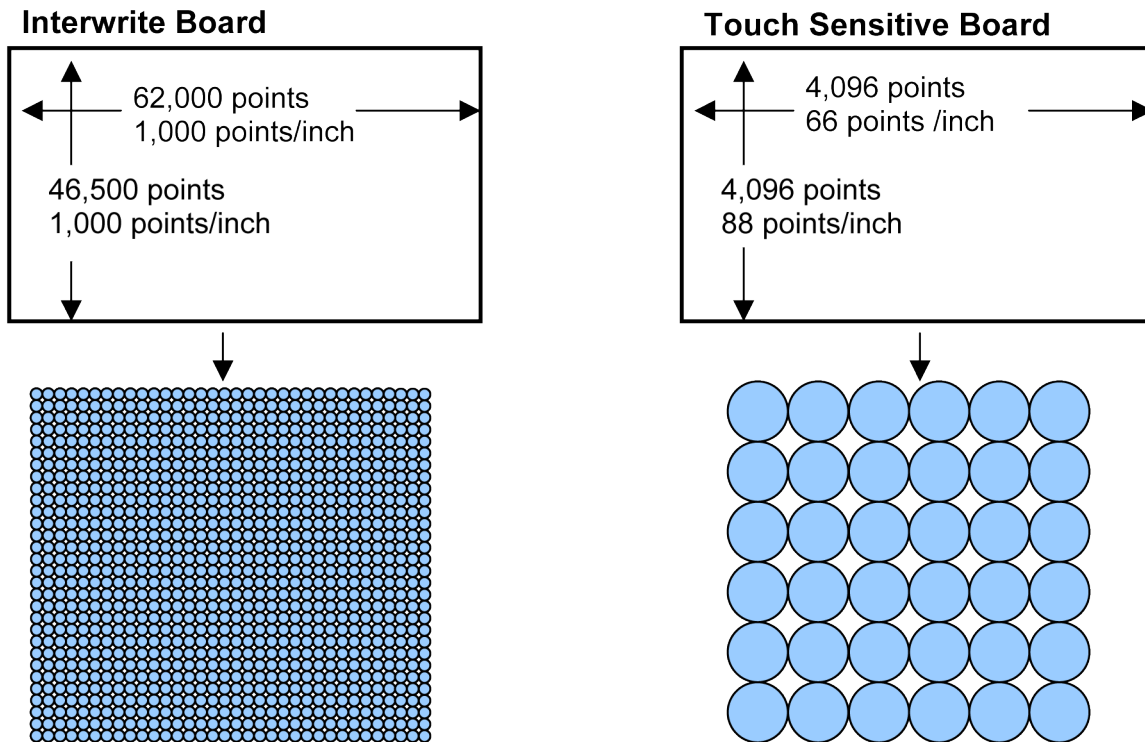 Interwrite Board
62,000 points
1,000 points/inch
46,500 points
1,000 points/inch
Touch Sensitive Board
4,096 points
66 points /inch
4,096 points
88 points/inch